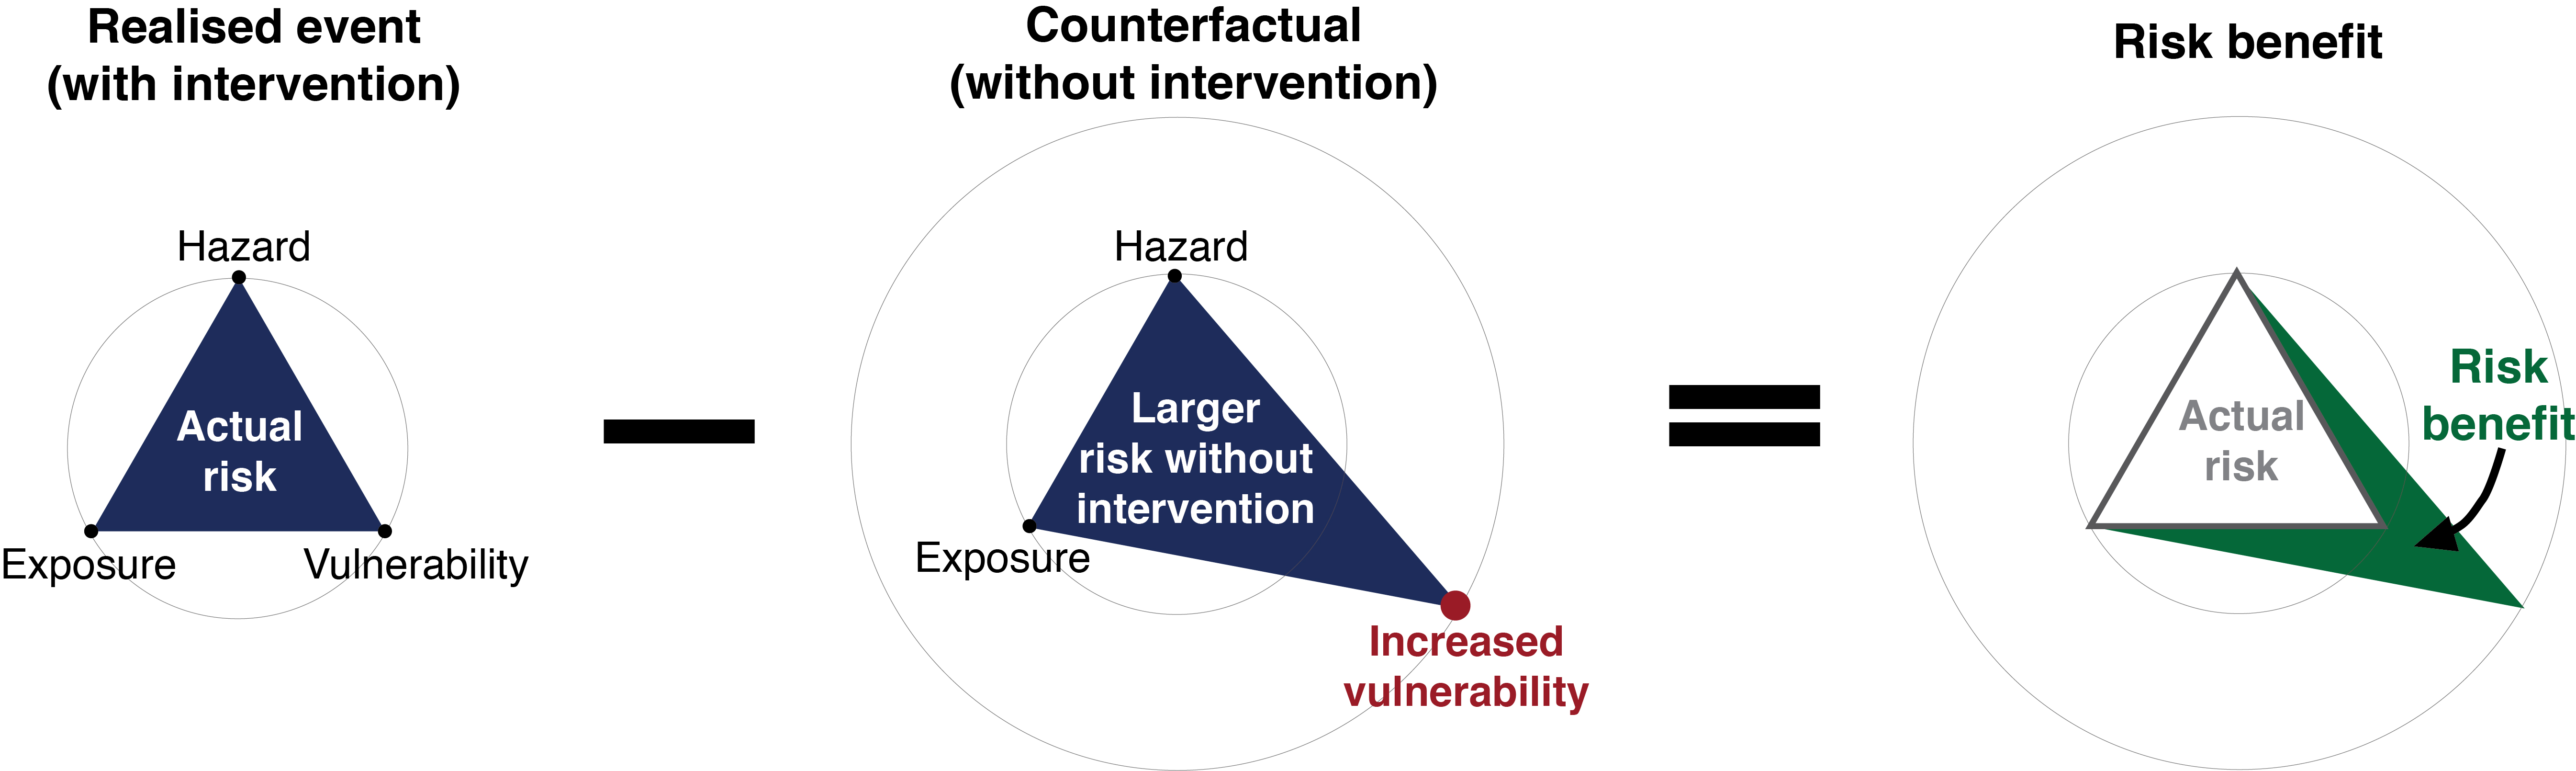 Realised event
(with intervention)
Hazard
Actual
risk
Exposure
Vulnerability
Counterfactual
(without intervention)
Hazard
Larger
risk without
intervention
Exposure
Increased
vulnerability
Risk benefit
Actual
risk
Risk
benefit